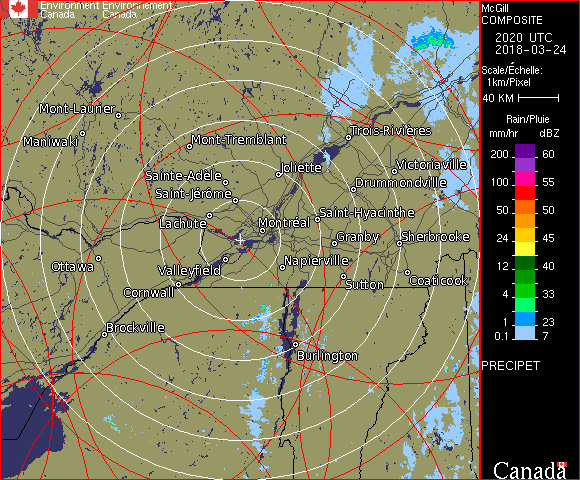 Environment Environnement
Canada Canada
McGill
COMPOSITE
2020 UTC
2018-03-24
Scale/Échelle:
1km/Pixel
40 KM
Rain/Pluie
mm/hr dBZ
200 60
100 55
50 50
24 45
12 40
4 33
1 23
0.1 7
PRECIPET
Canada
Mont-Laurier
Maniwaki
Mont-Tremblant
Trois-Rivières
Sainte-Adèle
Joliette
Victoriaville
Saint-Jérôme
Drummondville
Lachute
Montréal
Saint-Hyacinthe
Granby
Sherbrooke
Ottawa
Valleyfield
Napierville
Cornwall
Sutton
Coaticook
Brockville
Burlington